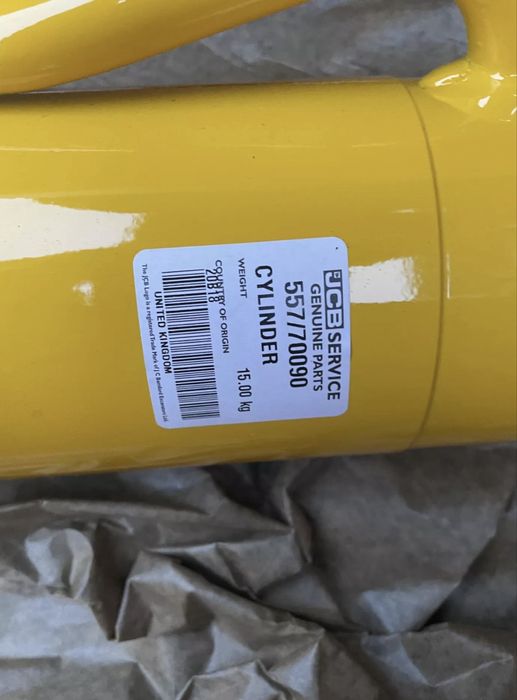 JCB SERVICE
GENUINE PARTS
557/70090
CYLINDER
WEIGHT 15.00 kg
COUNTRY OF ORIGIN
20B18
UNITED KINGDOM
The JCB Logo is a registered Trade Mark of J C Bamford Excavators Ltd.